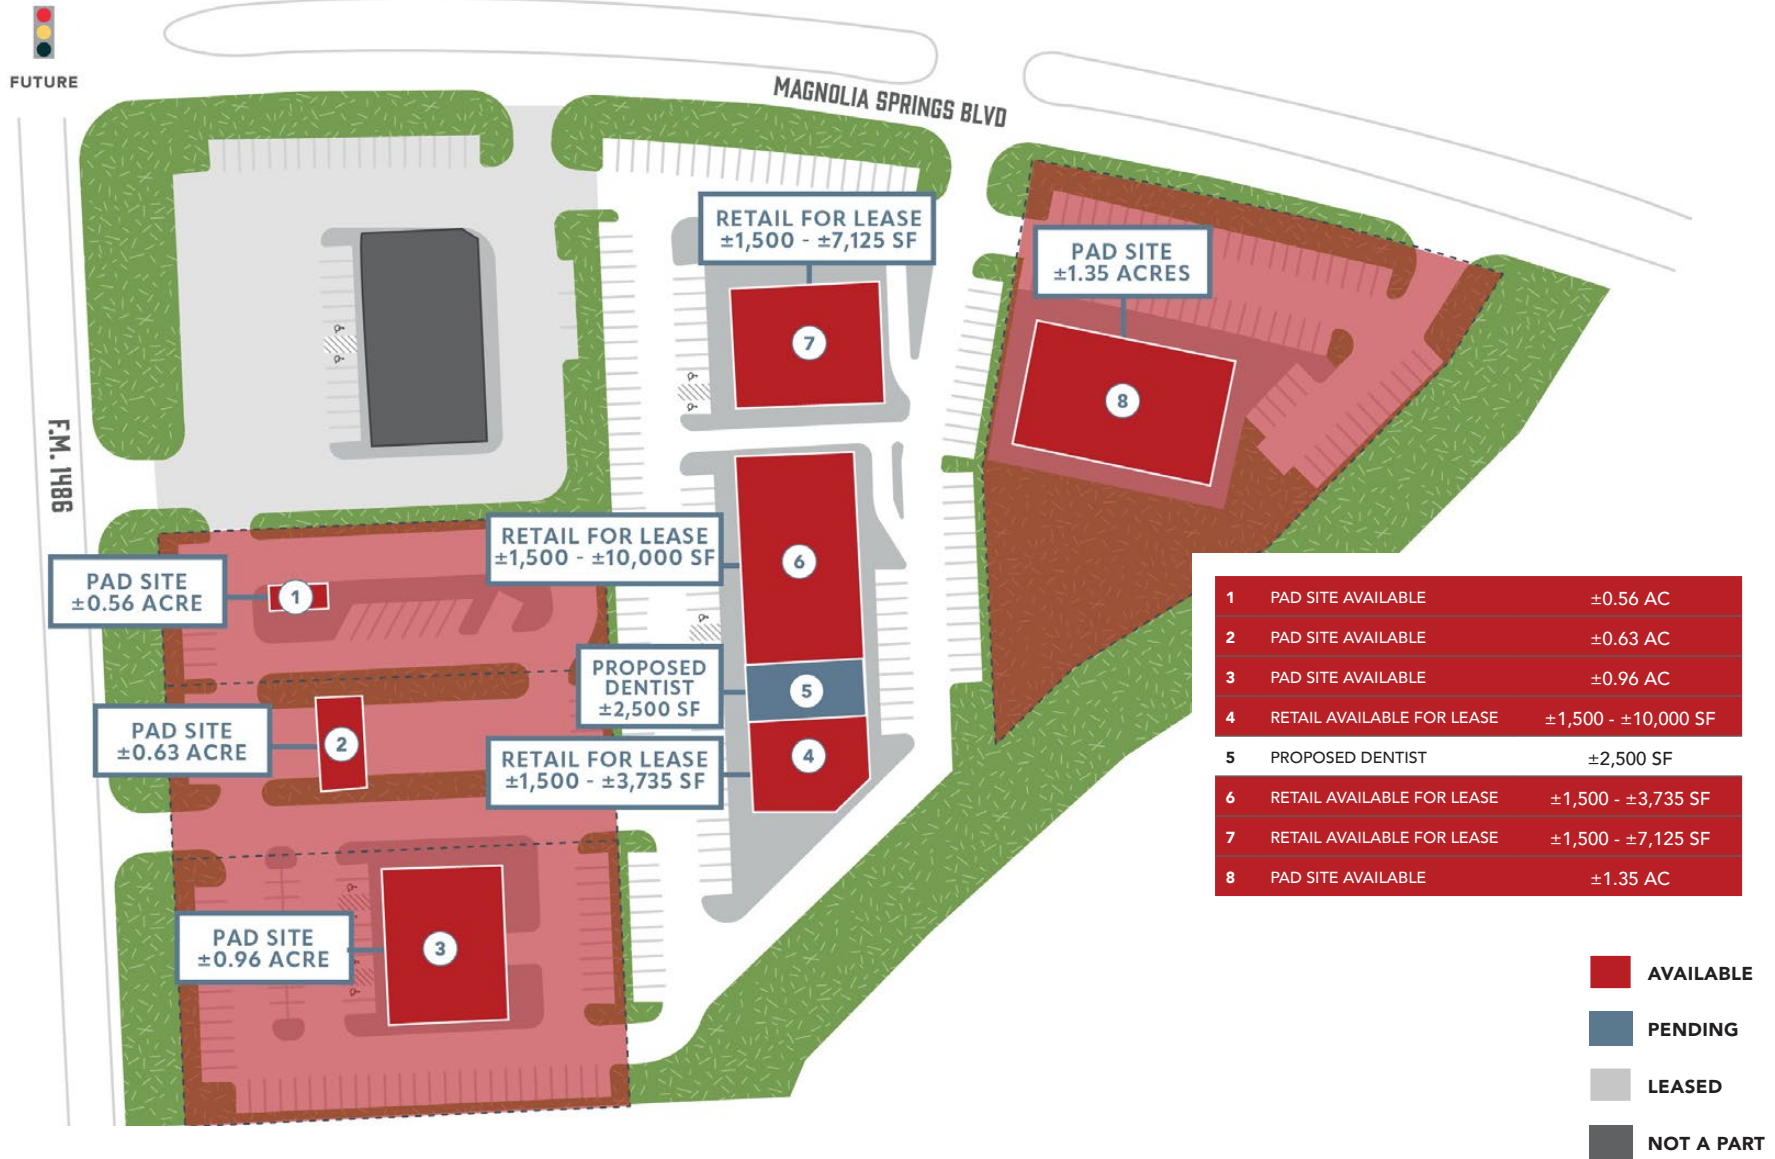 FUTURE
MAGNOLIA SPRINGS BLVD
F.M. 1486
RETAIL FOR LEASE
±1,500 - ±7,125 SF
7
PAD SITE
±1.35 ACRES
8
RETAIL FOR LEASE
±1,500 - ±10,000 SF
6
PAD SITE
±0.56 ACRE
1
PROPOSED
DENTIST
±2,500 SF
5
PAD SITE
±0.63 ACRE
2
RETAIL FOR LEASE
±1,500 - ±3,735 SF
4
PAD SITE
±0.96 ACRE
3
1 PAD SITE AVAILABLE ±0.56 AC
2 PAD SITE AVAILABLE ±0.63 AC
3 PAD SITE AVAILABLE ±0.96 AC
4 RETAIL AVAILABLE FOR LEASE ±1,500 - ±10,000 SF
5 PROPOSED DENTIST ±2,500 SF
6 RETAIL AVAILABLE FOR LEASE ±1,500 - ±3,735 SF
7 RETAIL AVAILABLE FOR LEASE ±1,500 - ±7,125 SF
8 PAD SITE AVAILABLE ±1.35 AC
AVAILABLE
PENDING
LEASED
NOT A PART